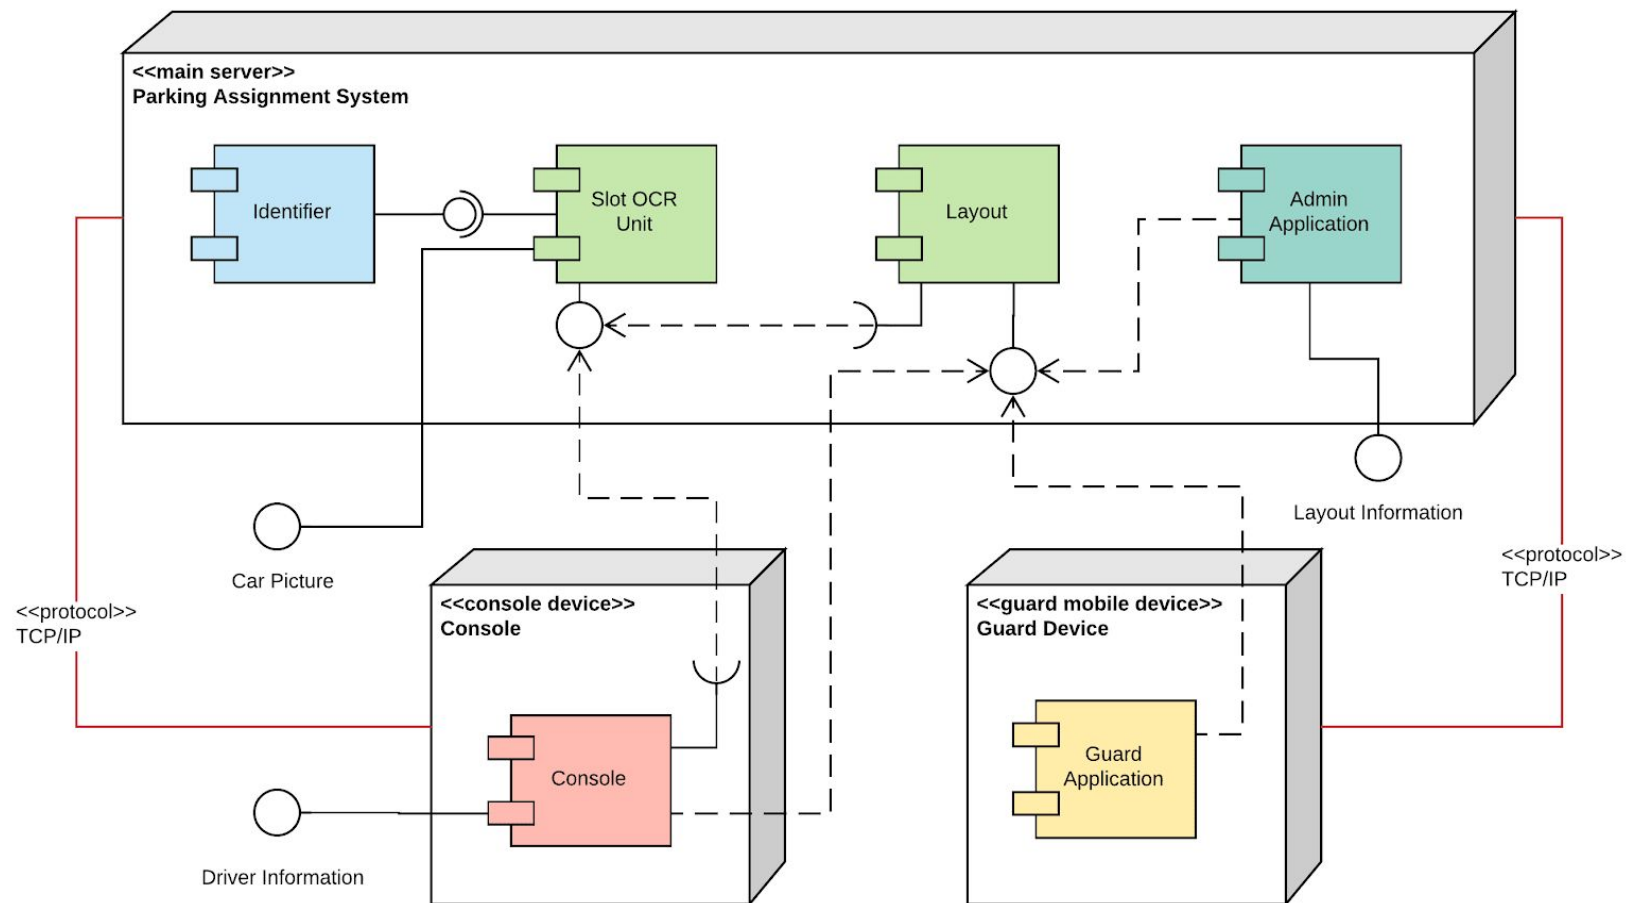 <<main server>>
Parking Assignment System
Identifier
Slot OCR
Unit
Layout
Admin
Application
Layout Information
<<protocol>>
TCP/IP
Car Picture
<<protocol>>
TCP/IP
<<console device>>
Console
<<guard mobile device>>
Guard Device
Console
Guard
Application
Driver Information